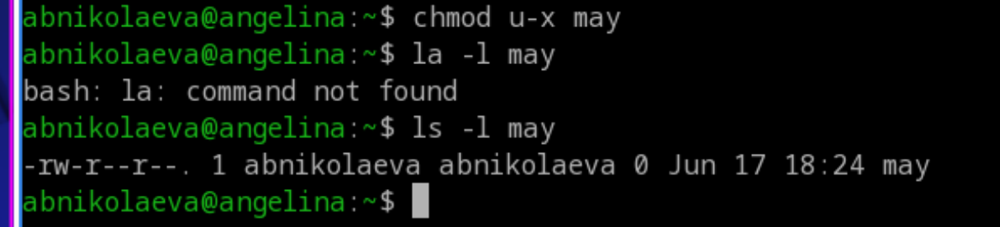 abnikolaeva@angelina:~$ chmod u-x may
abnikolaeva@angelina:~$ la -l may
bash: la: command not found
abnikolaeva@angelina:~$ ls -l may
-rw-r--r--. 1 abnikolaeva abnikolaeva 0 Jun 17 18:24 may
abnikolaeva@angelina:~$